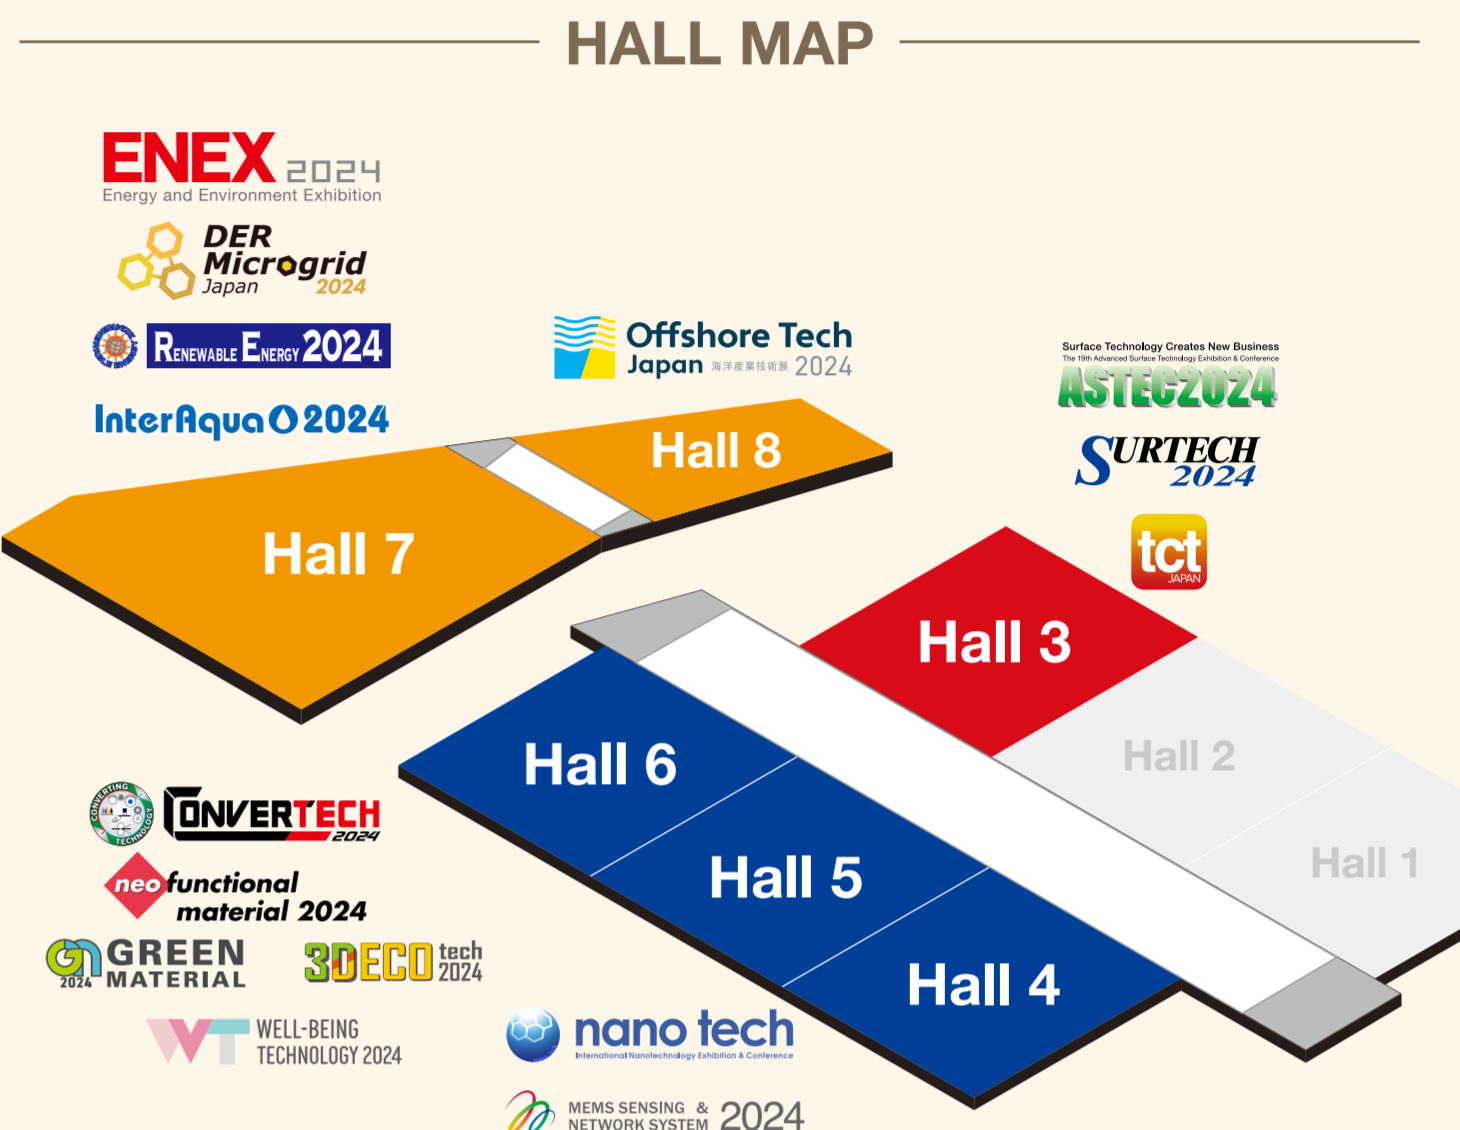 HALL MAP
ENEX 2024
Energy and Environment Exhibition
DER
Microgrid
Japan 2024
RENEWABLE ENERGY 2024
InterAqua 2024
Offshore Tech
Japan 海洋産業技術展 2024
Surface Technology Creates New Business
The 19th Advanced Surface Technology Exhibition & Conference
ASTEC2024
SURTECH
2024
tct
JAPAN
Hall 8
Hall 7
Hall 3
Hall 2
Hall 1
Hall 6
Hall 5
Hall 4
CONVERTING
TECHNOLOGY
CONVERTECH
2024
neo functional
material 2024
2024
GREEN
MATERIAL
3DECO tech
2024
WT WELL-BEING
TECHNOLOGY 2024
nano tech
International Nanotechnology Exhibition & Conference
MEMS SENSING &
NETWORK SYSTEM 2024